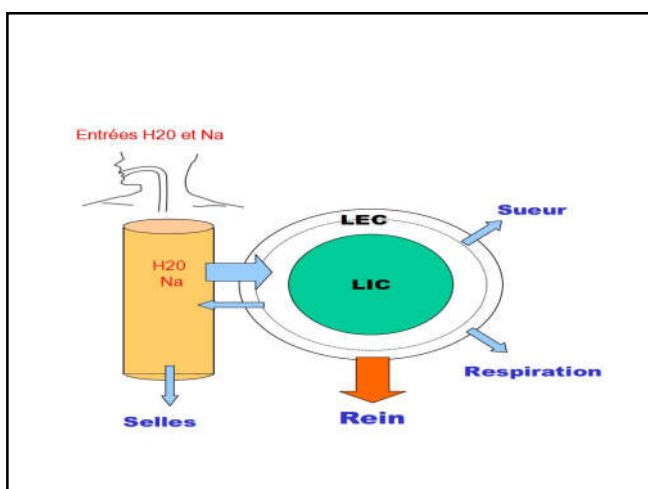 Entrées H20 et Na
Sueur
LEC
H20
Na
LIC
Respiration
Selles
Rein